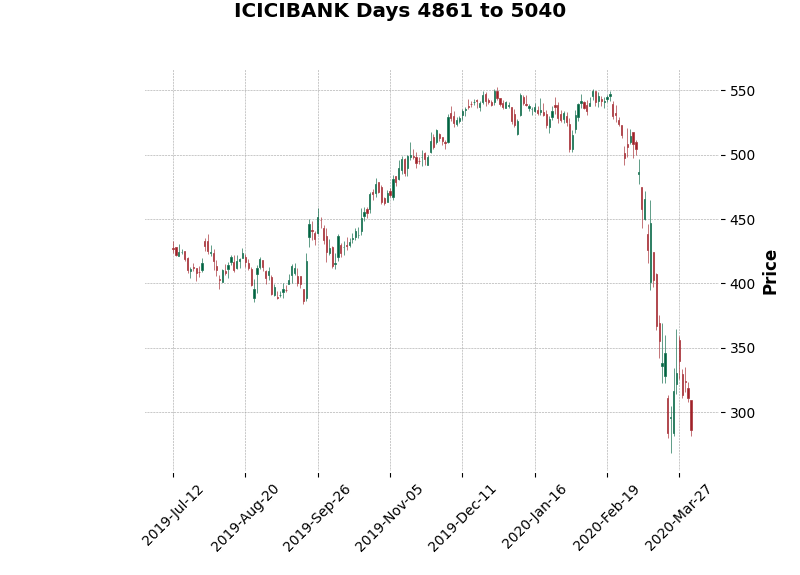 ICICIBANK Days 4861 to 5040
550
500
450
400
350
300
Price
2019-Jul-12
2019-Aug-20
2019-Sep-26
2019-Nov-05
2019-Dec-11
2020-Jan-16
2020-Feb-19
2020-Mar-27